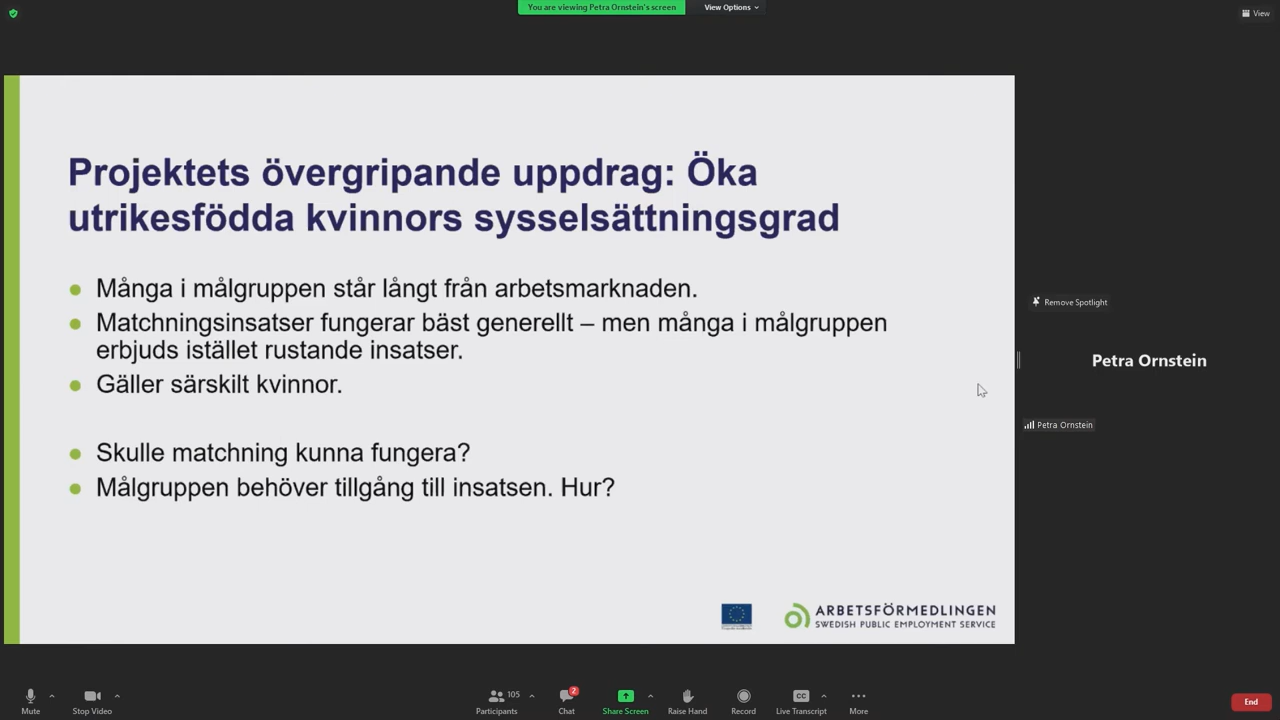 You are viewing Petra Ornstein's screen
View Options
View
Projektets övergripande uppdrag: Öka
utrikesfödda kvinnors sysselsättningsgrad
Många i målgruppen står långt från arbetsmarknaden.
Matchningsinsatser fungerar bäst generellt – men många i målgruppen
erbjuds istället rustande insatser.
Gäller särskilt kvinnor.
Skulle matchning kunna fungera?
Målgruppen behöver tillgång till insatsen. Hur?
ARBETSFÖRMEDLINGEN
SWEDISH PUBLIC EMPLOYMENT SERVICE
Remove Spotlight
Petra Ornstein
Petra Ornstein
Mute
Stop Video
105
Participants
2
Chat
Share Screen
Raise Hand
Record
CC
Live Transcript
More
End